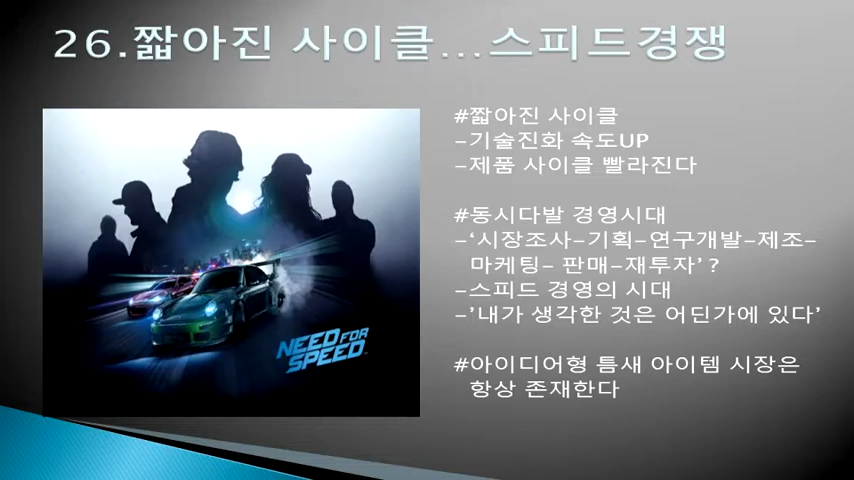 26.짧아진 사이클...스피드경쟁
#짧아진 사이클
-기술진화 속도UP
-제품 사이클 빨라진다
#동시다발 경영시대
-‘시장조사-기획-연구개발-제조-
마케팅- 판매-재투자’?
-스피드 경영의 시대
-’내가 생각한 것은 어딘가에 있다’
#아이디어형 틈새 아이템 시장은
항상 존재한다
NEED FOR
SPEED